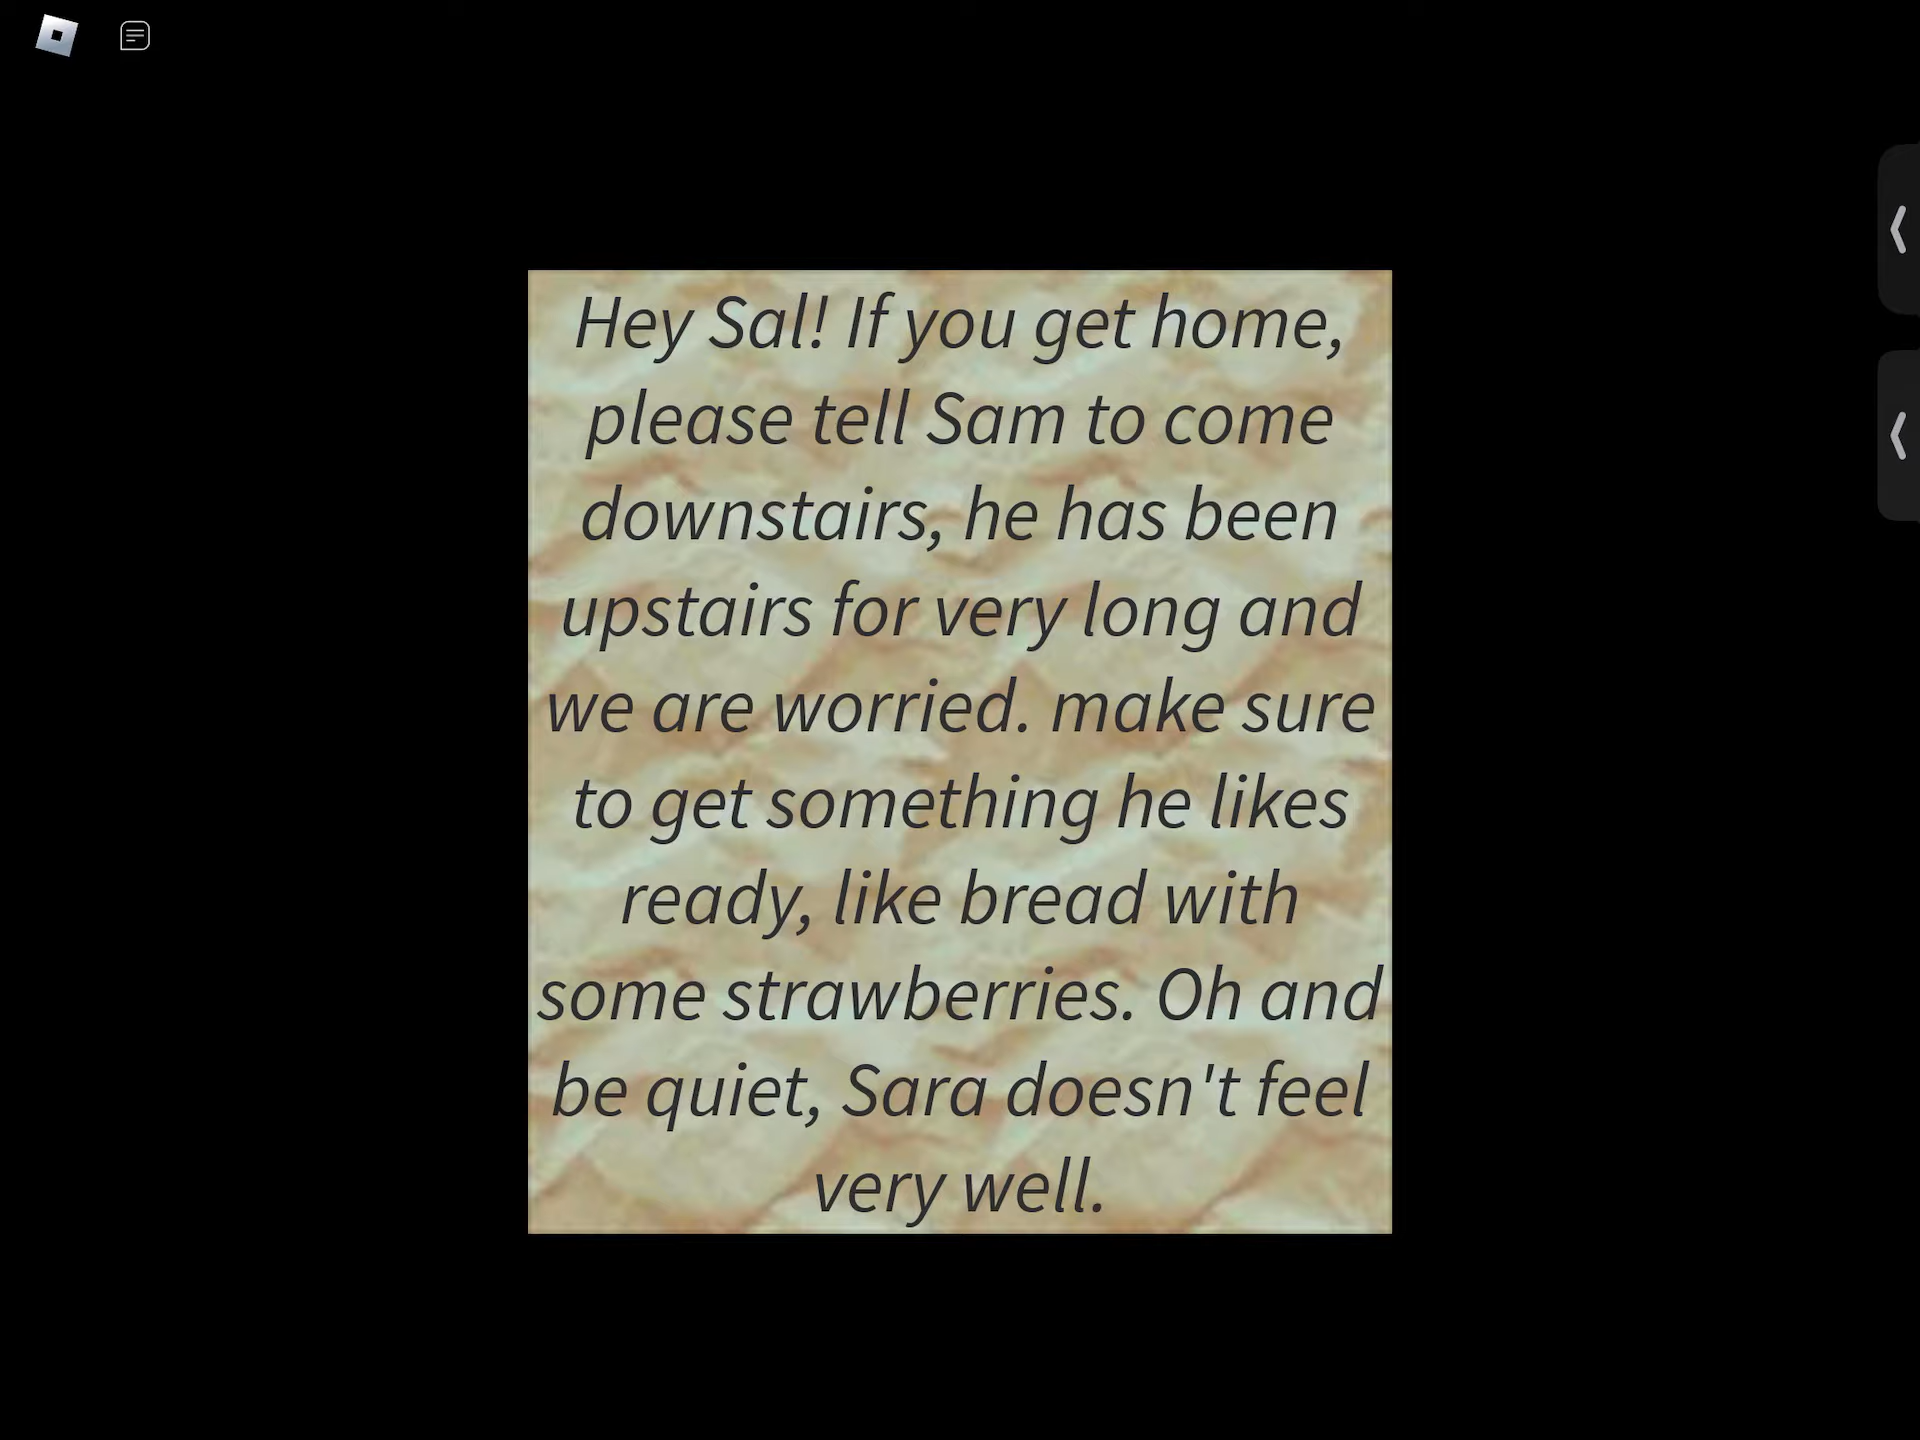 Hey Sal! If you get home,
please tell Sam to come
downstairs, he has been
upstairs for very long and
we are worried. make sure
to get something he likes
ready, like bread with
some strawberries. Oh and
be quiet, Sara doesn't feel
very well.